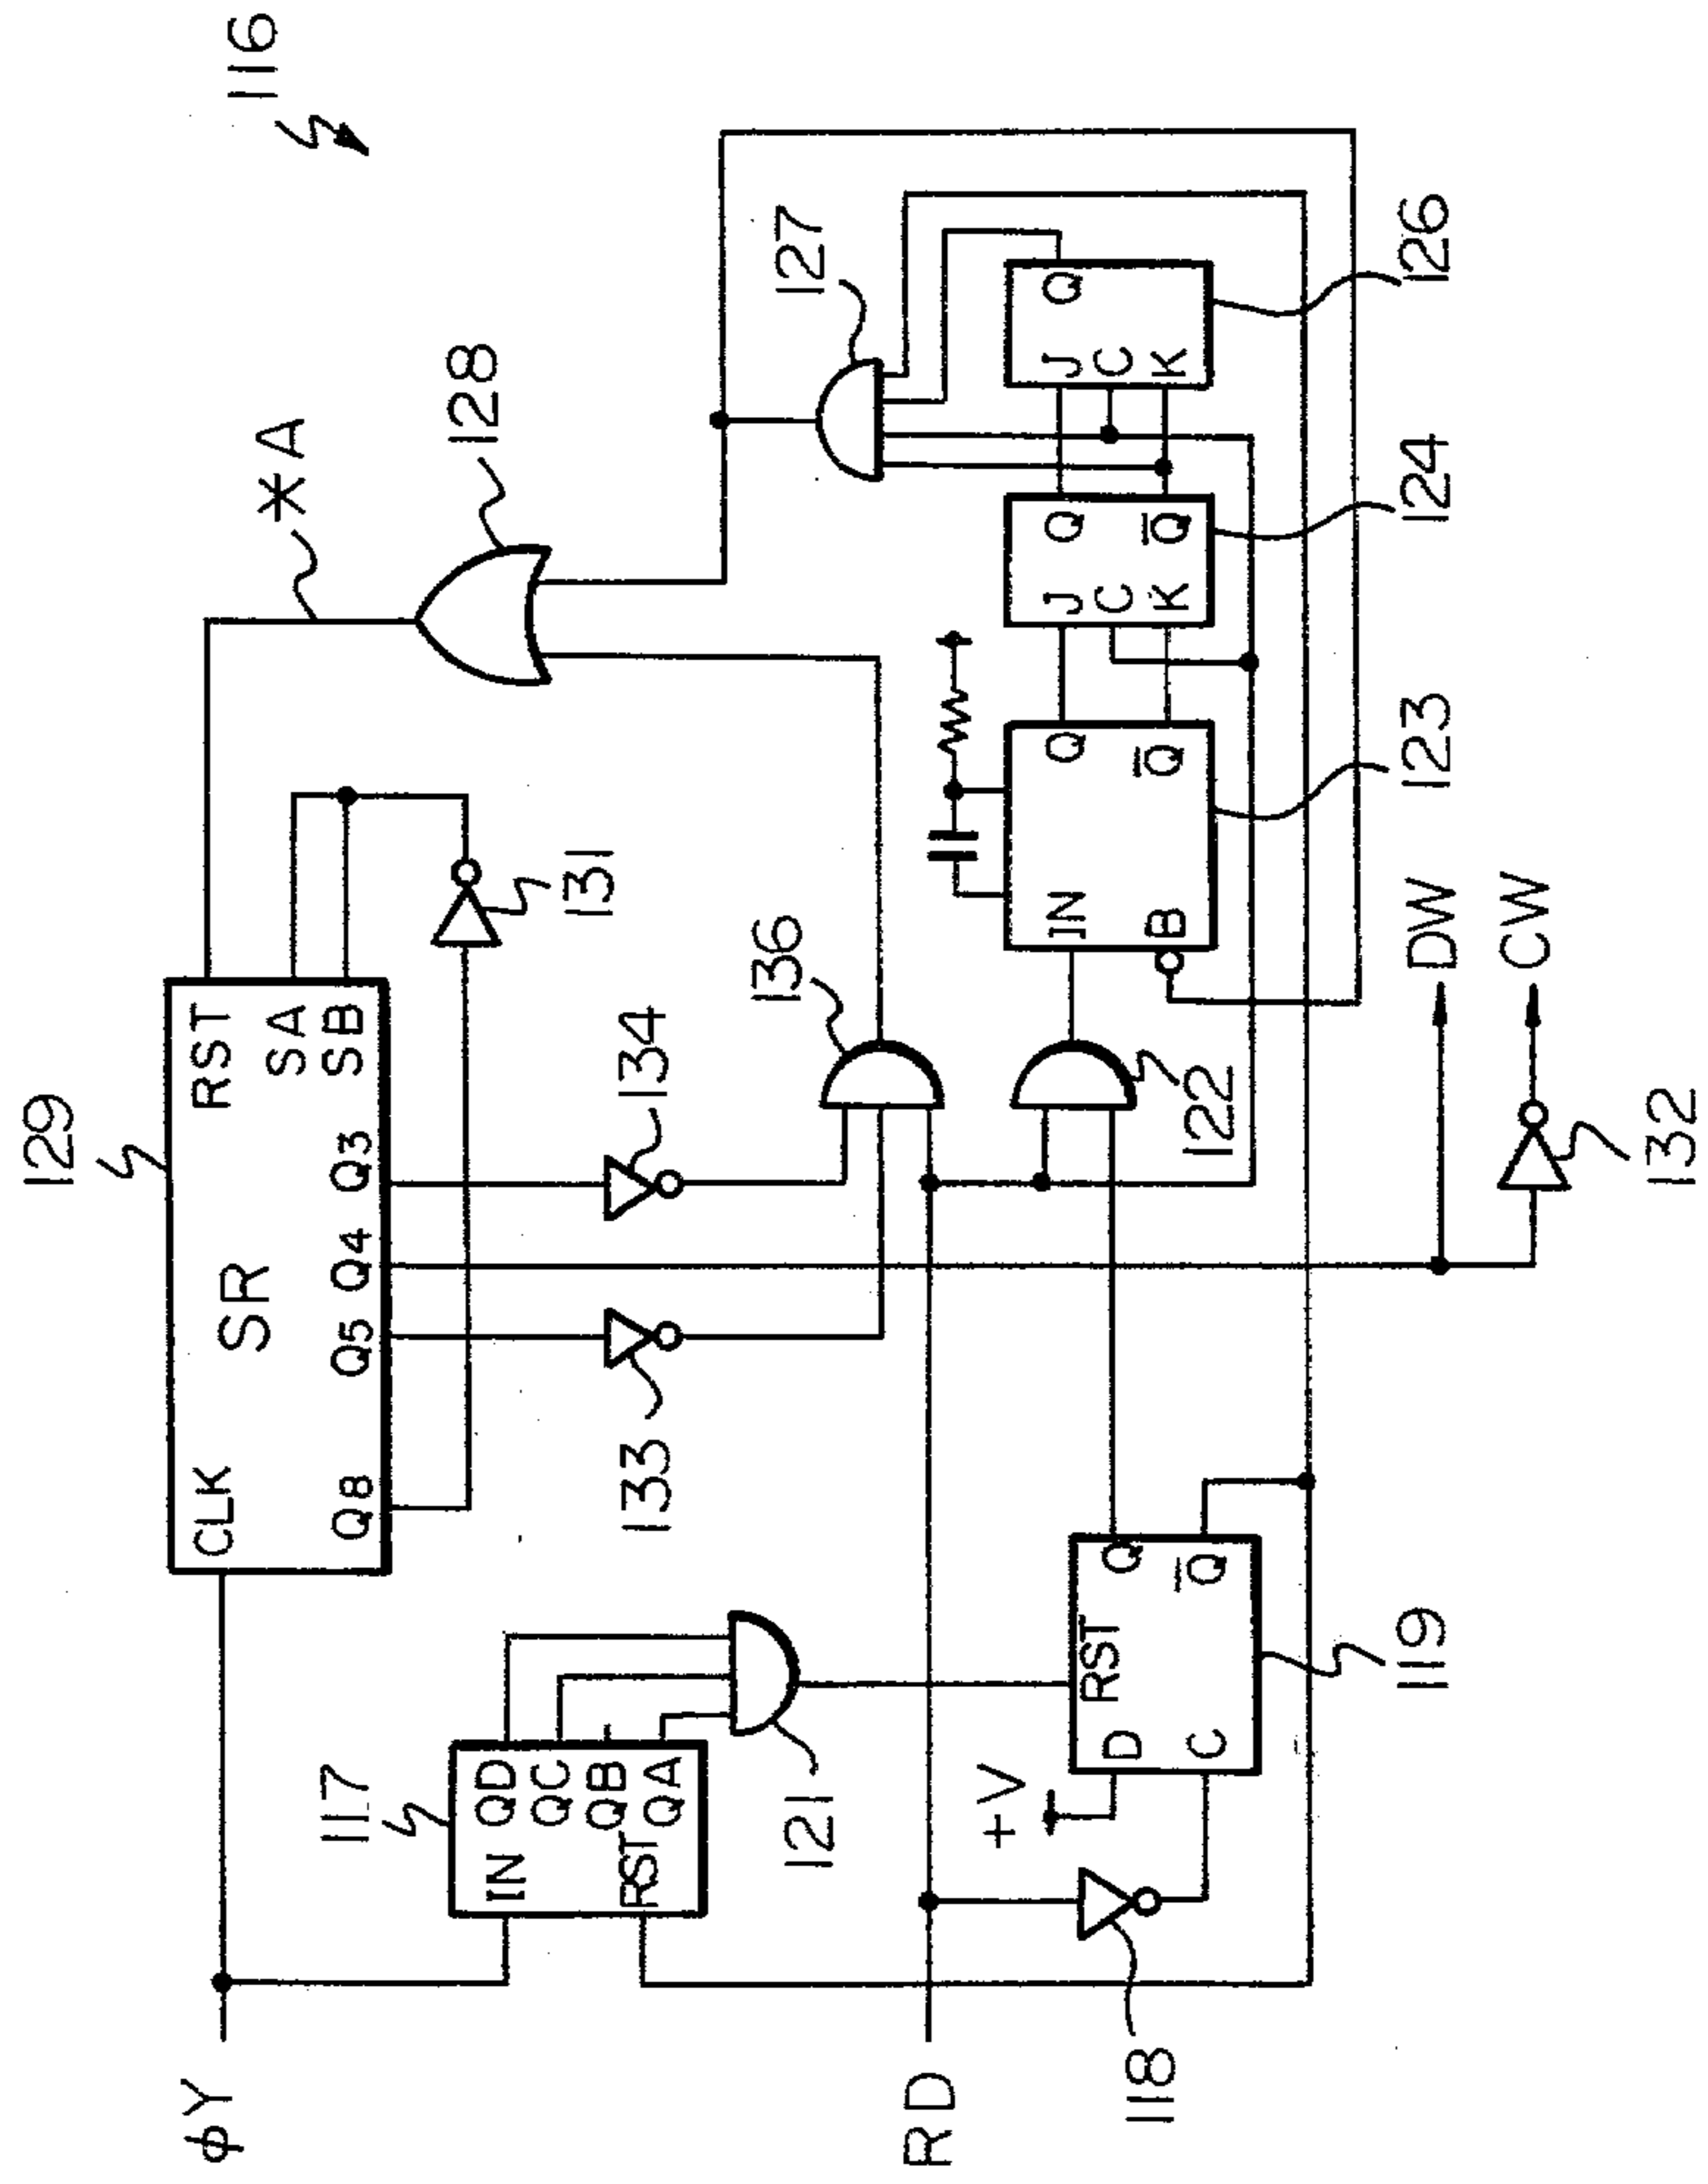 116
*A
129
128
RST
SA
SB
CLK
SR
Q8
Q5
Q4
Q3
131
134
133
136
127
117
IN
QD
QC
QB
QA
RST
121
122
+V
RST
D
C
Q
Q̅
119
118
IN
B
Q
Q̅
123
J
C
K
Q
Q̅
124
J
C
K
Q
126
DW
CW
132
φY
RD